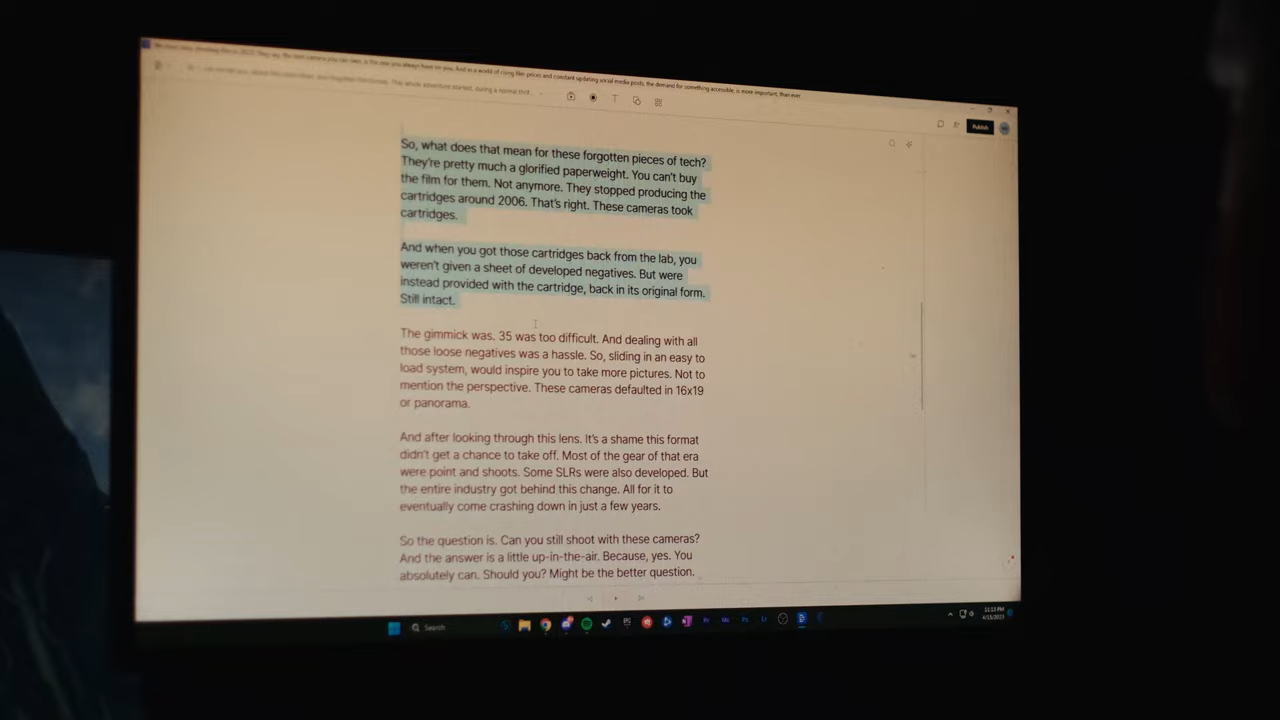 So, what does that mean for these forgotten pieces of tech?
They're pretty much a glorified paperweight. You can't buy
the film for them. Not anymore. They stopped producing the
cartridges around 2006. That's right. These cameras took
cartridges.
And when you got those cartridges back from the lab, you
weren't given a sheet of developed negatives. But were
instead provided with the cartridge, back in its original form.
Still intact.
The gimmick was. 35 was too difficult. And dealing with all
those loose negatives was a hassle. So, sliding in an easy to
load system, would inspire you to take more pictures. Not to
mention the perspective. These cameras defaulted in 16x19
or panorama.
And after looking through this lens. It's a shame this format
didn't get a chance to take off. Most of the gear of that era
were point and shoots. Some SLRs were also developed. But
the entire industry got behind this change. All for it to
eventually come crashing down in just a few years.
So the question is. Can you still shoot with these cameras?
And the answer is a little up-in-the-air. Because, yes. You
absolutely can. Should you? Might be the better question.
Publish
Search
11:13 PM
4/15/2023